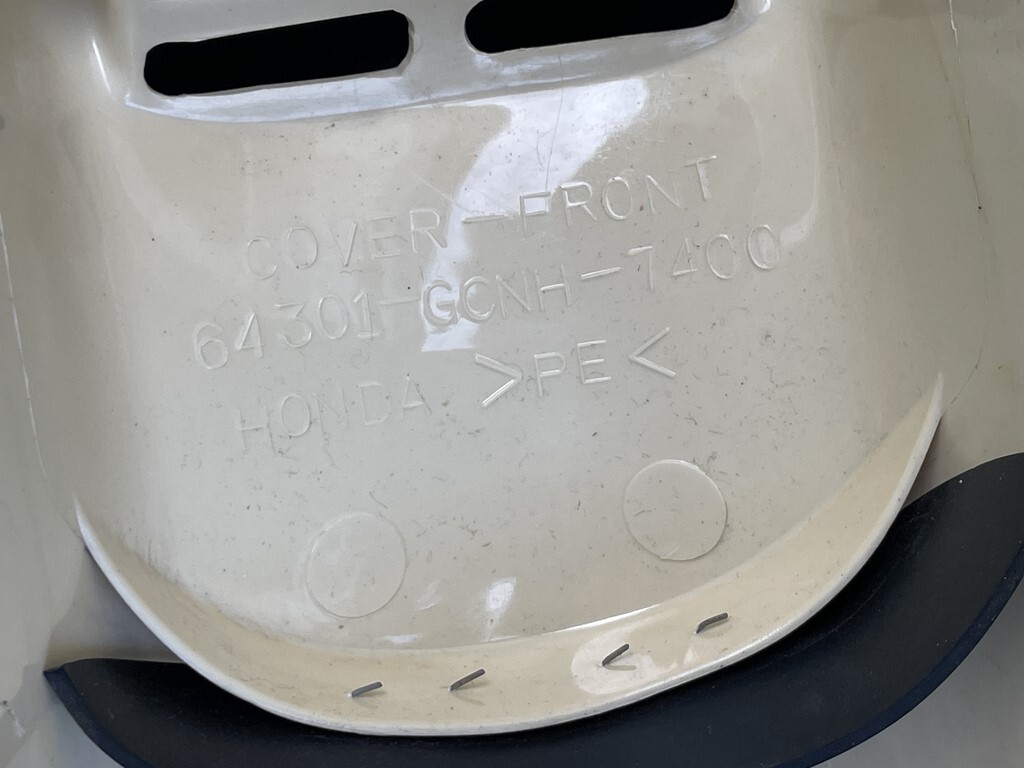 COVER-FRONT
64301-GCNH-7400
HONDA >PE<